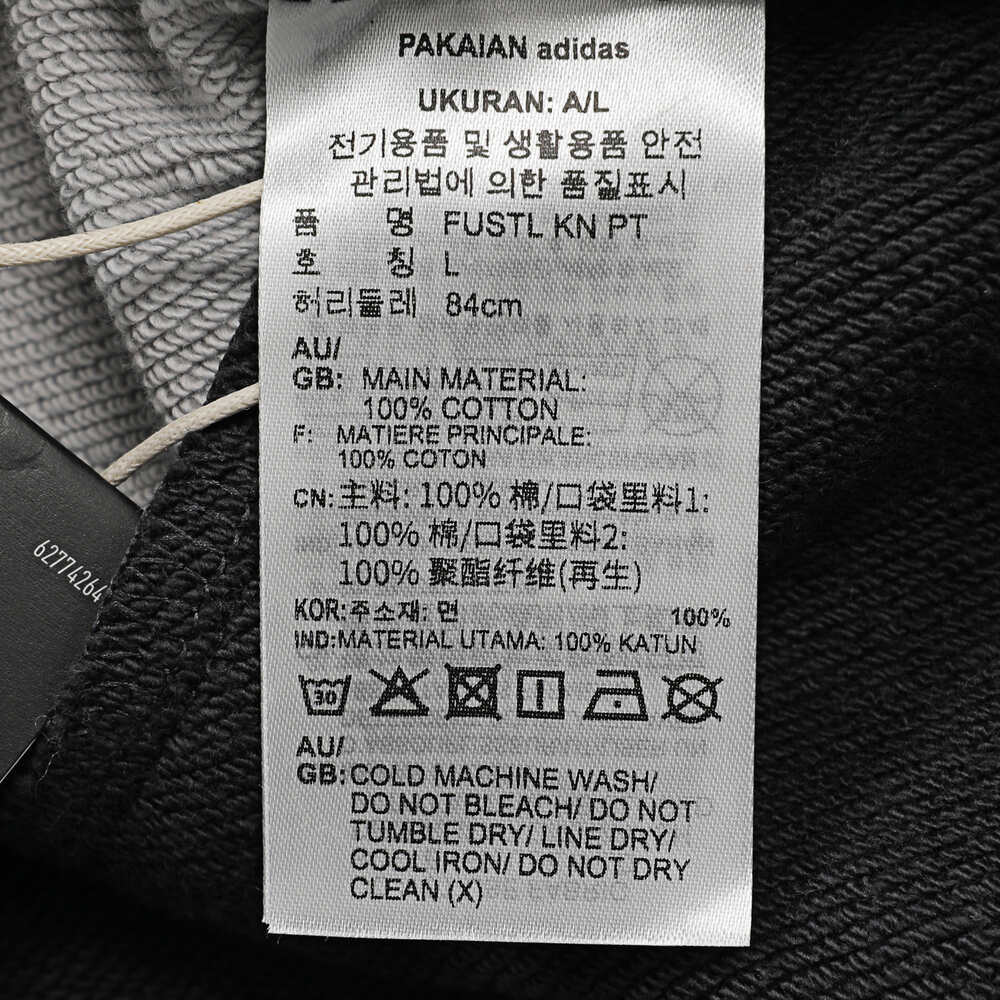 PAKAIAN adidas
UKURAN: A/L
전기용품 및 생활용품 안전
관리법에 의한 품질표시
품 명 FUSTL KN PT
호 칭 L
허리둘레 84cm
AU/
GB: MAIN MATERIAL:
100% COTTON
F: MATIERE PRINCIPALE:
100% COTON
CN: 主料: 100% 棉/口袋里料1:
100% 棉/口袋里料2:
100% 聚酯纤维(再生)
KOR:주소재: 면 100%
IND:MATERIAL UTAMA: 100% KATUN
30
AU/
GB: COLD MACHINE WASH/
DO NOT BLEACH/ DO NOT
TUMBLE DRY/ LINE DRY/
COOL IRON/ DO NOT DRY
CLEAN (X)
62774264